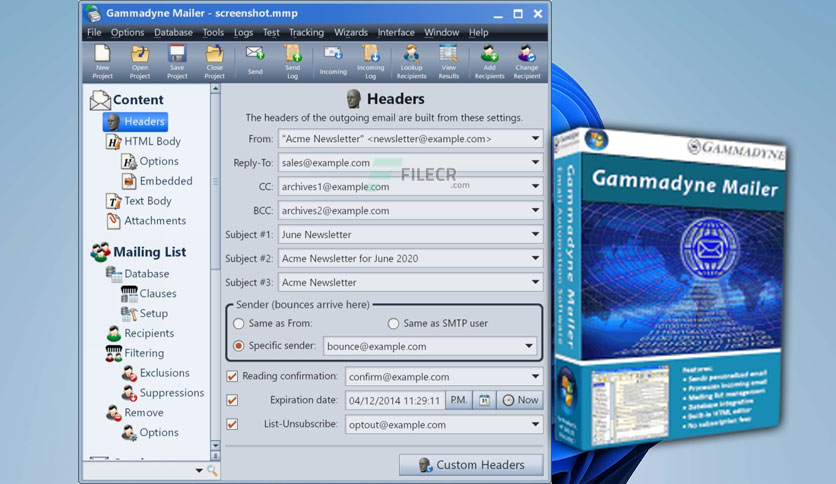 Gammadyne Mailer - screenshot.mmp
File Options Database Tools Logs Test Tracking Wizards Interface Window Help
New Project
Open Project
Save Project
Close Project
Send
Send Log
Incoming
Incoming Log
Lookup Recipients
View Results
Add Recipients
Change Recipient
Content
Headers
HTML Body
Options
Embedded
Text Body
Attachments
Mailing List
Database
Clauses
Setup
Recipients
Filtering
Exclusions
Suppressions
Remove
Options
Headers
The headers of the outgoing email are built from these settings.
From: "Acme Newsletter" <newsletter@example.com>
Reply-To: sales@example.com
CC: archives1@example.com
BCC: archives2@example.com
Subject #1: June Newsletter
Subject #2: Acme Newsletter for June 2020
Subject #3: Acme Newsletter
Sender (bounces arrive here)
Same as From: Same as SMTP user
Specific sender: bounce@example.com
Reading confirmation: confirm@example.com
Expiration date: 04/12/2014 11:29:11 P.M. Now
List-Unsubscribe: optout@example.com
Custom Headers
FILECR
.com
GAMMADYNE
Gammadyne Mailer
Gammadyne Mailer
Email Automation Software
Features:
Sends personalized email
Processes incoming email
Mailing list management
Database integration
Built-in HTML editor
No subscription fees